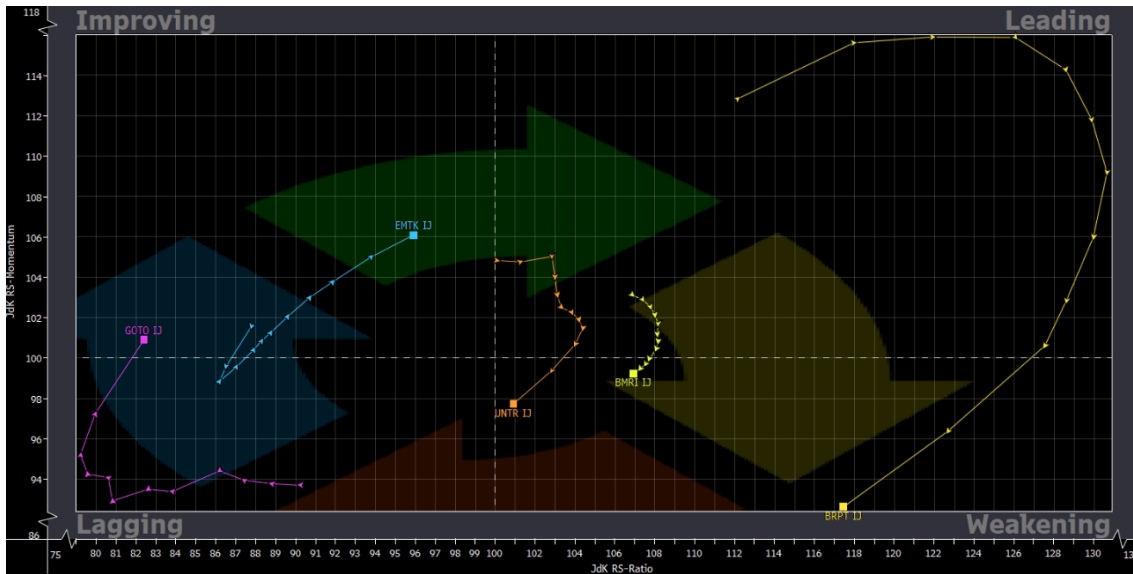 118
Improving
Leading
114
112
110
108
106
104
102
100
98
96
94
86
JdK RS-Momentum
EMTK IJ
GOTO IJ
BMRI IJ
UNTR IJ
BRPT IJ
Lagging
Weakening
75 80 81 82 83 84 85 86 87 88 89 90 91 92 93 94 95 96 98 100 102 104 106 108 110 112 114 116 118 120 122 124 126 128 130
JdK RS-Ratio